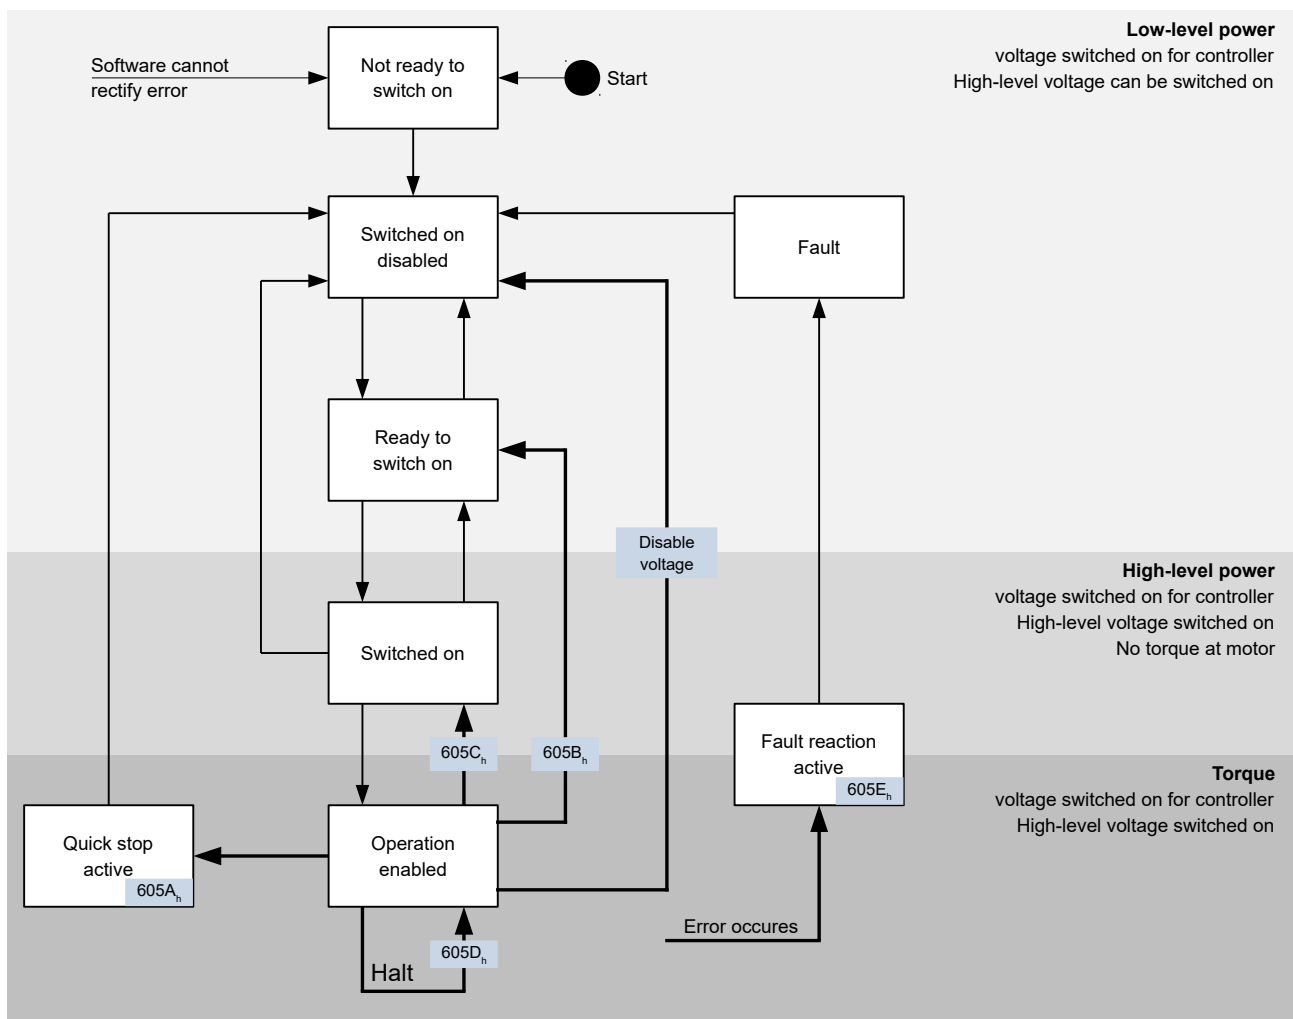 Low-level power
voltage switched on for controller
High-level voltage can be switched on
Software cannot
rectify error
Not ready to
switch on
Start
Switched on
disabled
Fault
Ready to
switch on
Disable
voltage
High-level power
voltage switched on for controller
High-level voltage switched on
No torque at motor
Switched on
605Ch
605Bh
Fault reaction
active
605Eh
Torque
voltage switched on for controller
High-level voltage switched on
Quick stop
active
605Ah
Operation
enabled
Error occures
605Dh
Halt